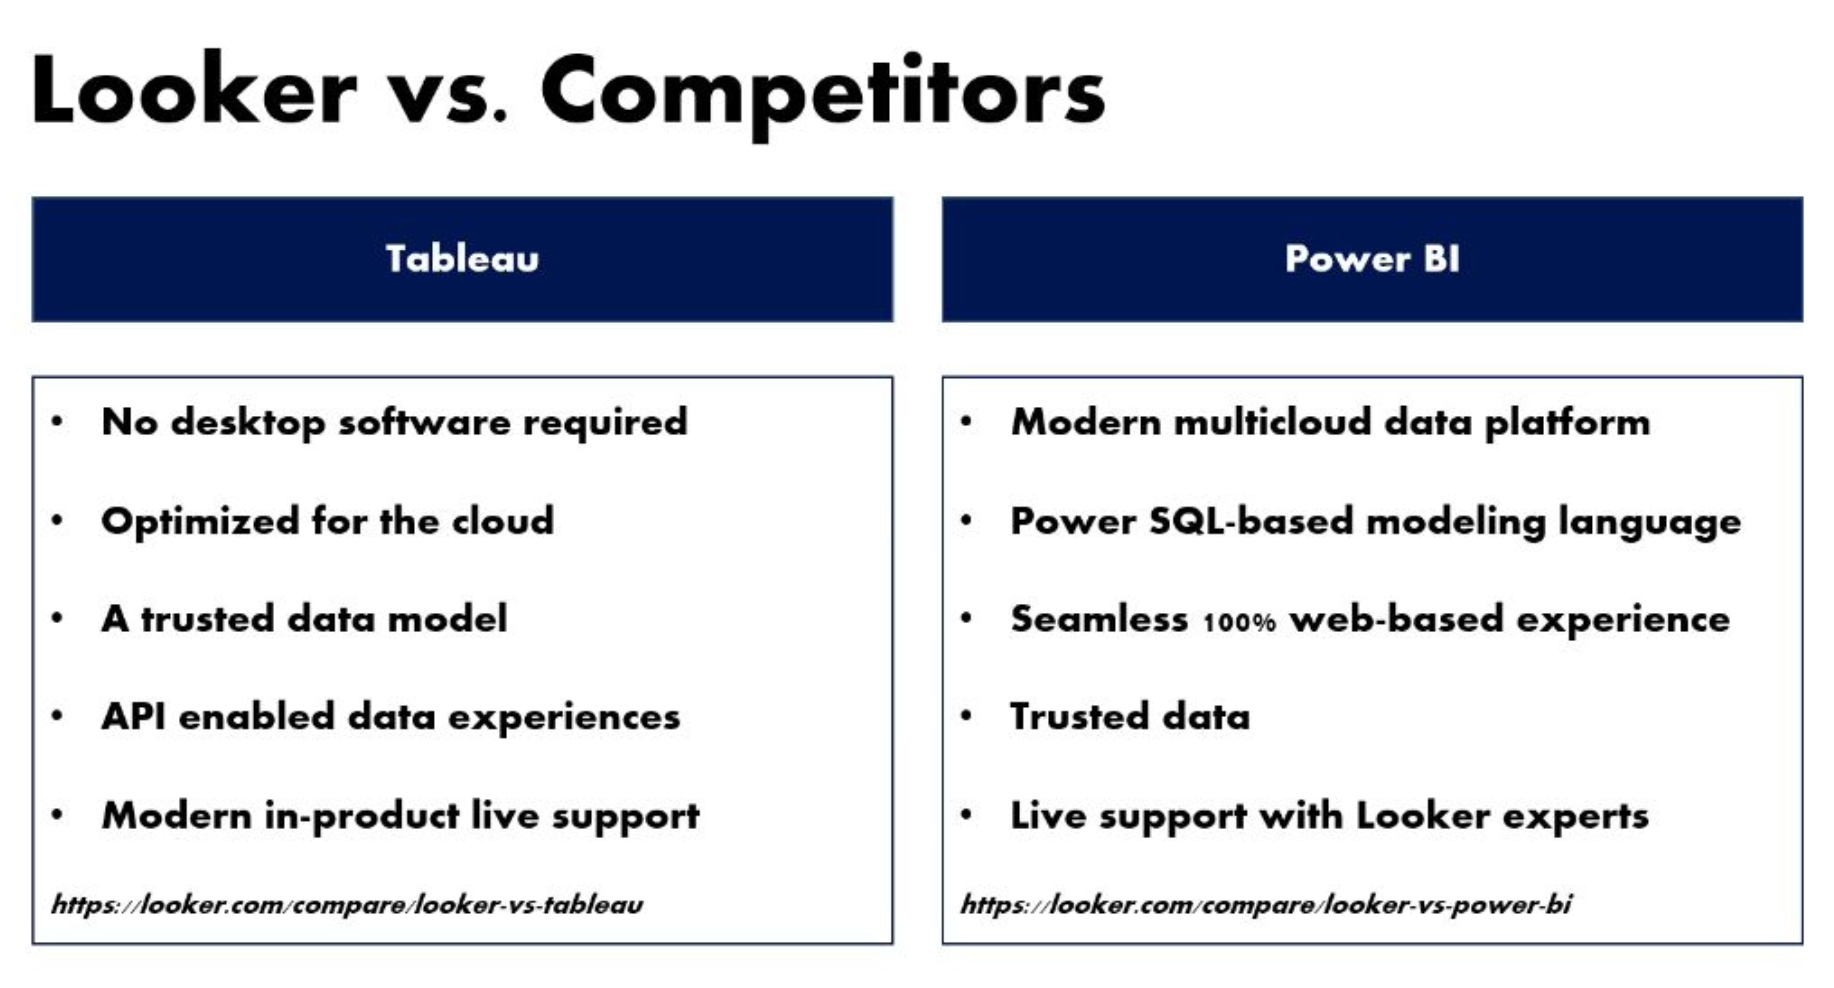 Looker vs. Competitors
Tableau
• No desktop software required
• Optimized for the cloud
• A trusted data model
• API enabled data experiences
• Modern in-product live support
https://looker.com/compare/looker-vs-tableau
Power BI
• Modern multicloud data platform
• Power SQL-based modeling language
• Seamless 100% web-based experience
• Trusted data
• Live support with Looker experts
https://looker.com/compare/looker-vs-power-bi